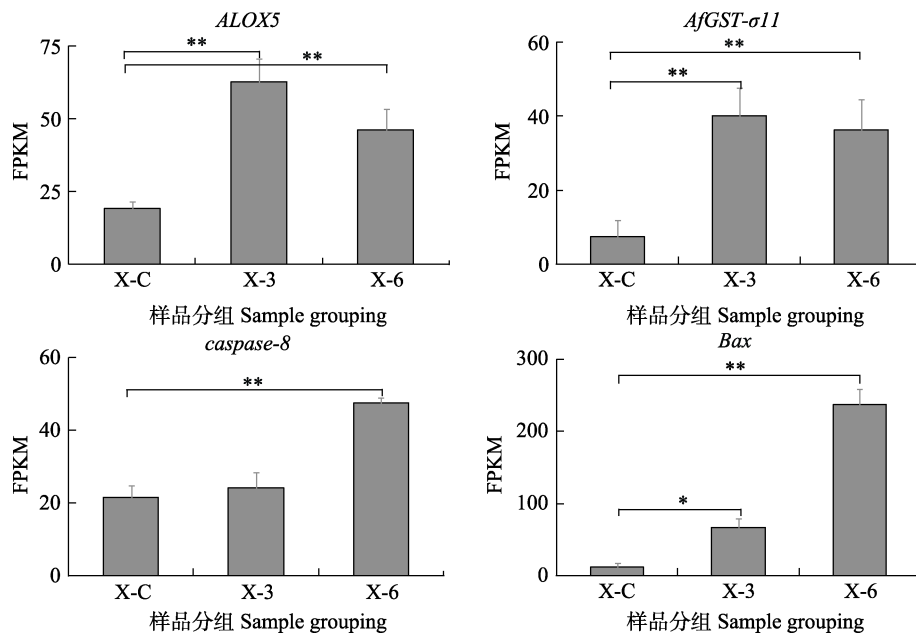 ALOX5
**
**
75
50
25
0
FPKM
X-C X-3 X-6
样品分组 Sample grouping
AfGST-σ11
**
**
60
40
20
0
FPKM
X-C X-3 X-6
样品分组 Sample grouping
caspase-8
**
60
40
20
0
FPKM
X-C X-3 X-6
样品分组 Sample grouping
Bax
**
*
300
200
100
0
FPKM
X-C X-3 X-6
样品分组 Sample grouping